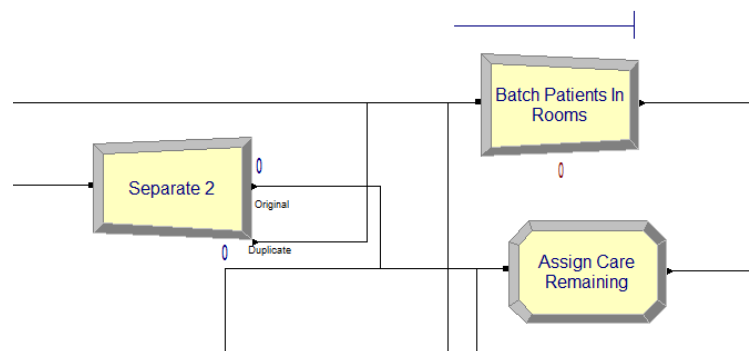 Batch Patients In
Rooms
0
Separate 2
0
Original
Duplicate
0
Assign Care
Remaining